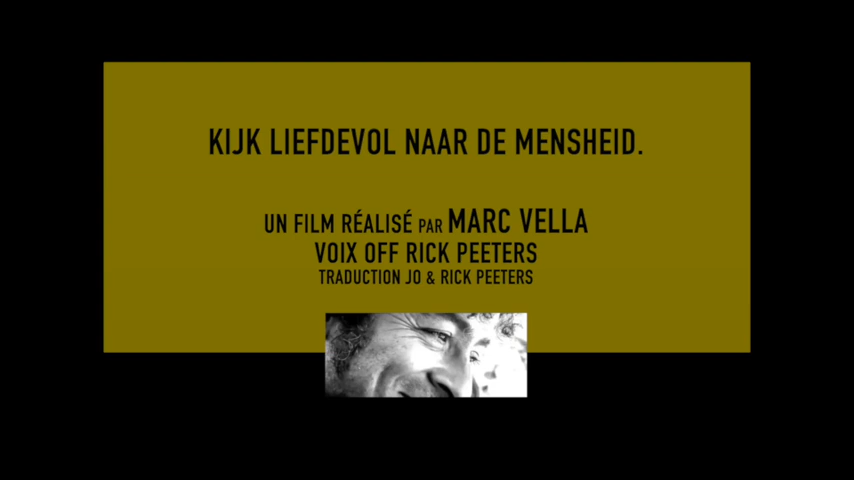 KIJK LIEFDEVOL NAAR DE MENSHEID.
UN FILM RÉALISÉ PAR MARC VELLA
VOIX OFF RICK PEETERS
TRADUCTION JO & RICK PEETERS